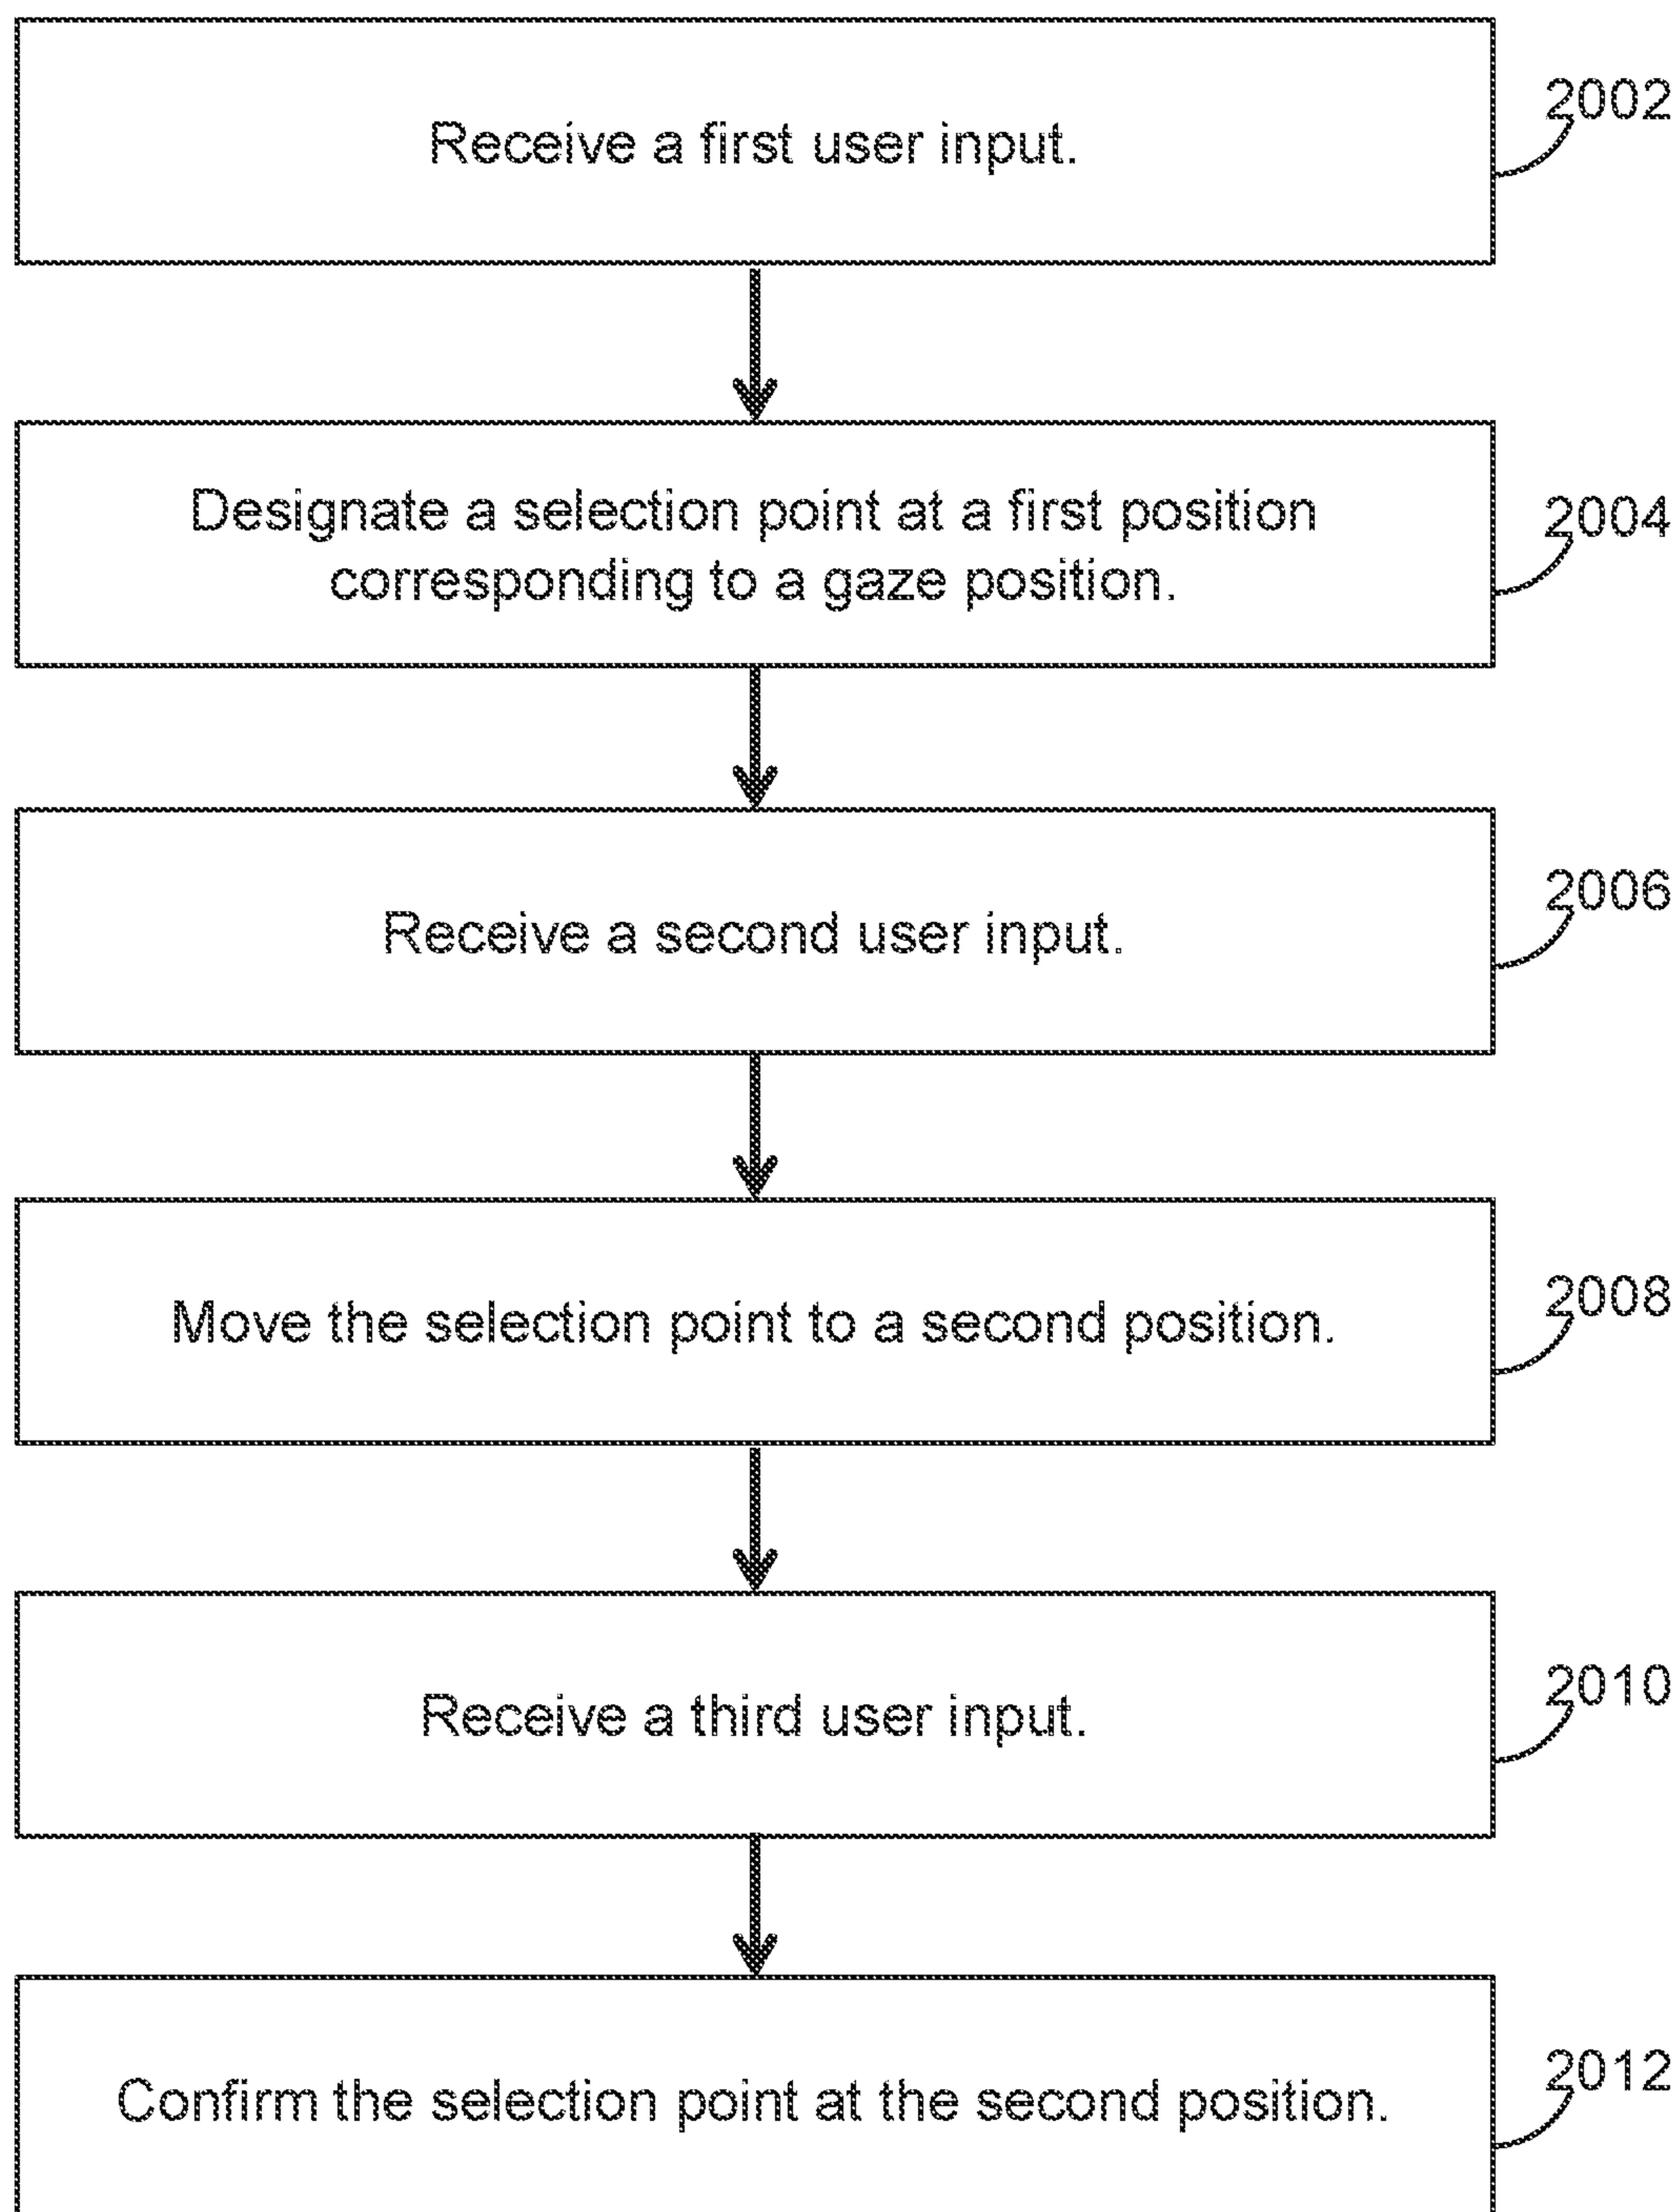 Receive a first user input.
2002
Designate a selection point at a first position
corresponding to a gaze position.
2004
Receive a second user input.
2006
Move the selection point to a second position.
2008
Receive a third user input.
2010
Confirm the selection point at the second position.
2012